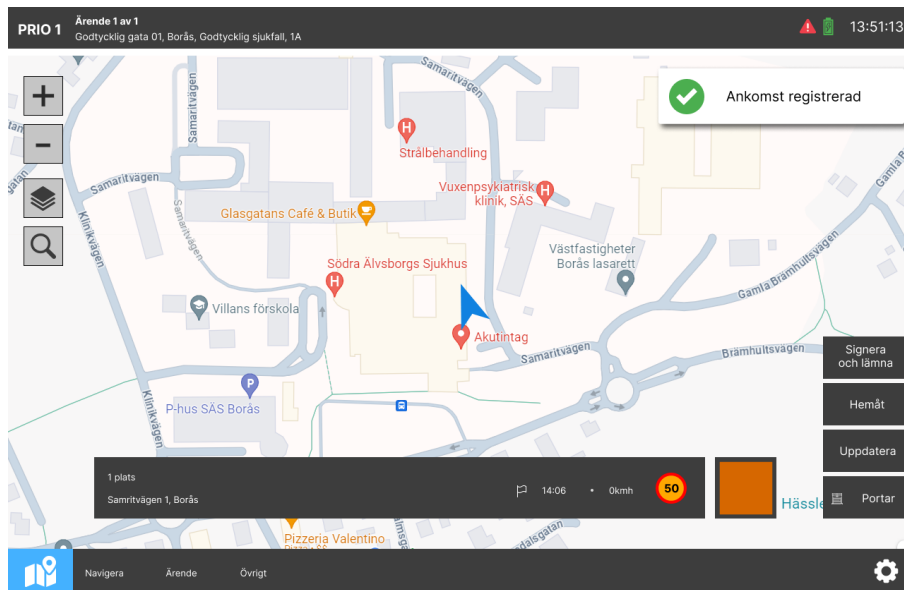 PRIO 1
Ärende 1 av 1
Godtycklig gata 01, Borås, Godtycklig sjukfall, 1A
13:51:13
Ankomst registrerad
Samaritvägen
Samaritvägen
Strålbehandling
Vuxenpsykiatrisk
klinik, SÄS
Samaritvägen
Samaritvägen
Klinikvägen
Glasgatans Café & Butik
Västfastigheter
Borås lasarett
Gamla Brämhultsvägen
Södra Älvsborgs Sjukhus
Villans förskola
Akutintag
Samaritvägen
Brämhultsvägen
Signera
och lämna
P
P-hus SÄS Borås
Klinikvägen
Hemåt
Uppdatera
1 plats
Samritvägen 1, Borås
14:06 • 0kmh
50
Portar
Pizzeria Valentino
Navigera
Ärende
Övrigt